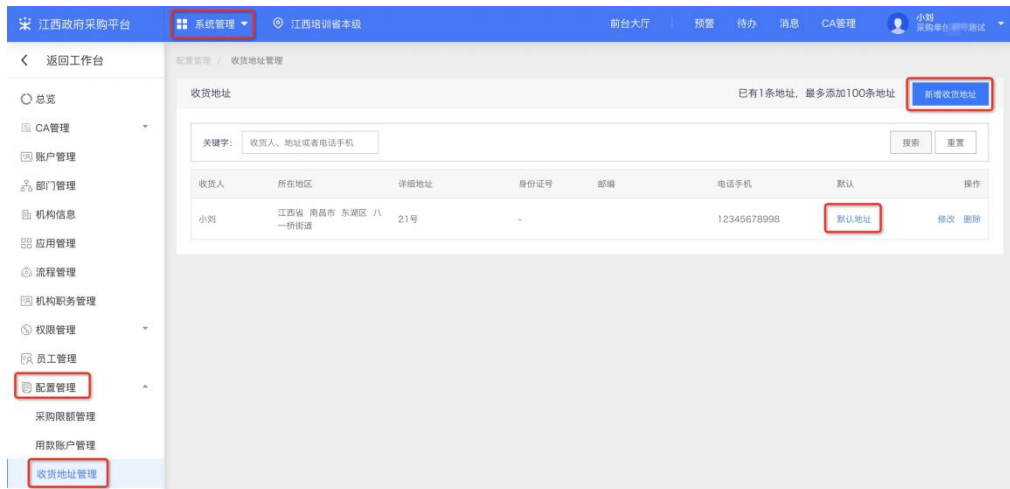 江西政府采购平台
系统管理
江西培训省本级
前台大厅
预警
待办
消息
CA管理
小刘
采购单位
测试
返回工作台
配置管理 / 收货地址管理
总览
CA管理
账户管理
部门管理
机构信息
应用管理
流程管理
机构职务管理
权限管理
员工管理
配置管理
采购限额管理
用款账户管理
收货地址管理
收货地址
已有1条地址，最多添加100条地址
新增收货地址
关键字：
收货人、地址或者电话手机
搜索
重置
收货人 所在地区 详细地址 身份证号 邮编 电话手机 默认 操作
小刘 江西省 南昌市 东湖区 八
一桥街道
21号 - 12345678998 默认地址 修改 删除